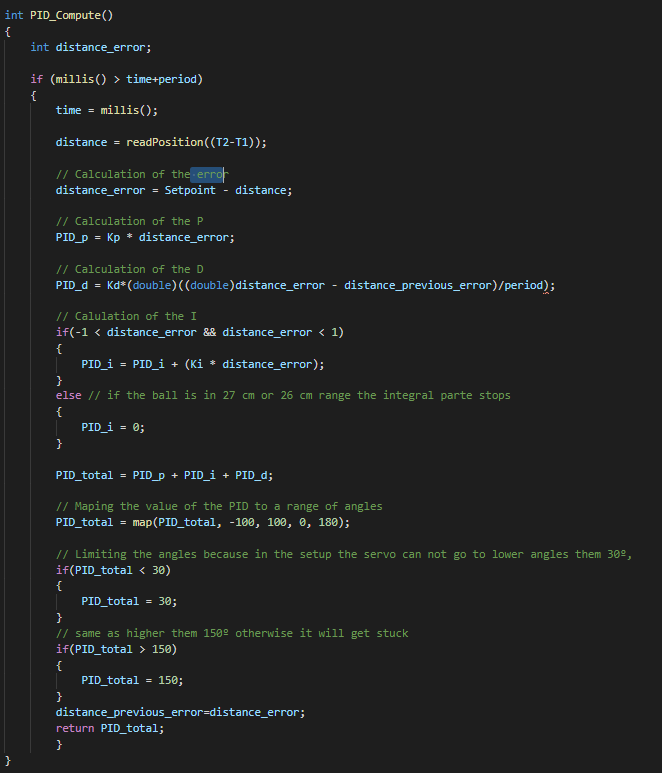 int PID_Compute()
{
int distance_error;
if (millis() > time+period)
{
time = millis();
distance = readPosition((T2-T1));
// Calculation of the error
distance_error = Setpoint - distance;
// Calculation of the P
PID_p = Kp * distance_error;
// Calculation of the D
PID_d = Kd*(double)((double)distance_error - distance_previous_error)/period);
// Calulation of the I
if(-1 < distance_error && distance_error < 1)
{
PID_i = PID_i + (Ki * distance_error);
}
else // if the ball is in 27 cm or 26 cm range the integral parte stops
{
PID_i = 0;
}
PID_total = PID_p + PID_i + PID_d;
// Maping the value of the PID to a range of angles
PID_total = map(PID_total, -100, 100, 0, 180);
// Limiting the angles because in the setup the servo can not go to lower angles them 30º,
if(PID_total < 30)
{
PID_total = 30;
}
// same as higher them 150º otherwise it will get stuck
if(PID_total > 150)
{
PID_total = 150;
}
distance_previous_error=distance_error;
return PID_total;
}
}